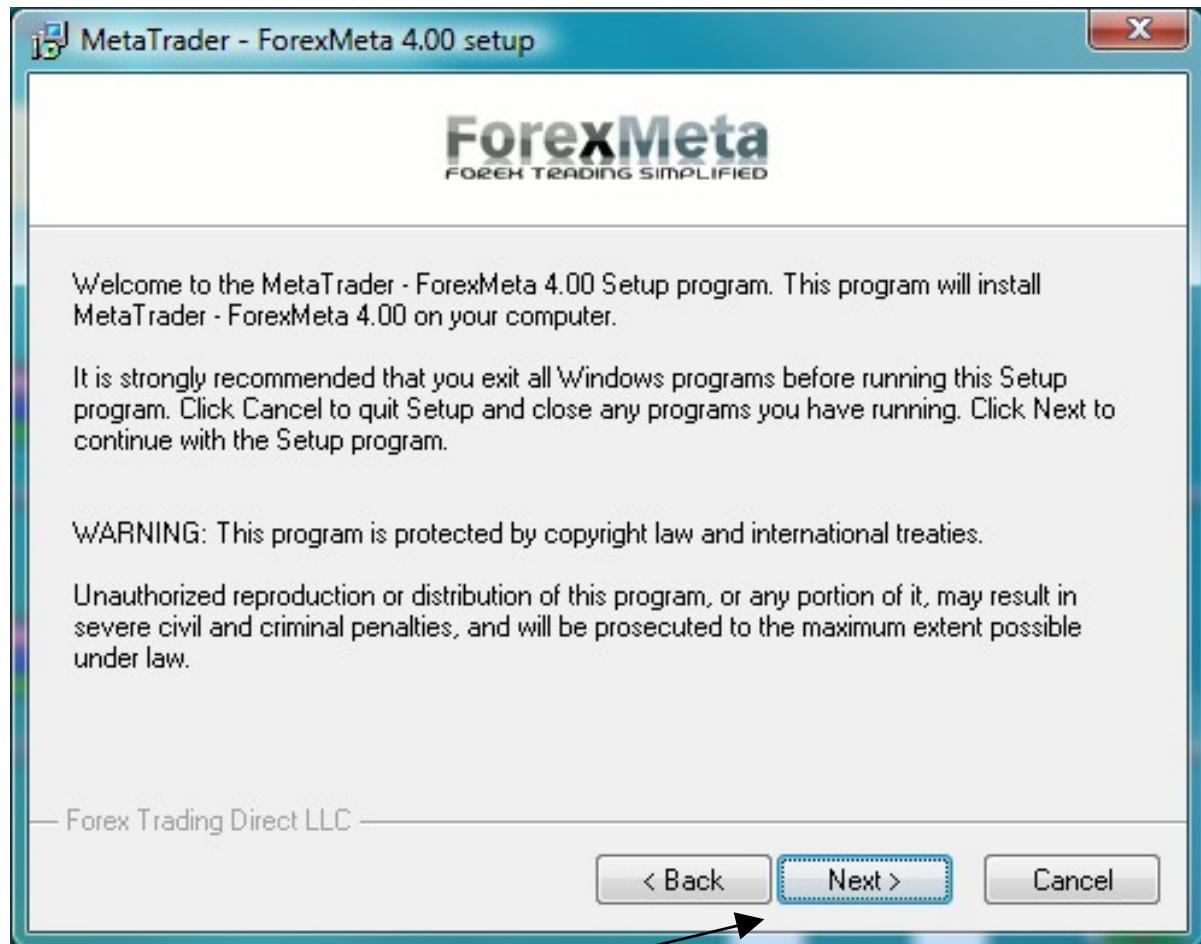 MetaTrader - ForexMeta 4.00 setup
X
ForexMeta
FOREX TRADING SIMPLIFIED
Welcome to the MetaTrader - ForexMeta 4.00 Setup program. This program will install
MetaTrader - ForexMeta 4.00 on your computer.
It is strongly recommended that you exit all Windows programs before running this Setup
program. Click Cancel to quit Setup and close any programs you have running. Click Next to
continue with the Setup program.
WARNING: This program is protected by copyright law and international treaties.
Unauthorized reproduction or distribution of this program, or any portion of it, may result in
severe civil and criminal penalties, and will be prosecuted to the maximum extent possible
under law.
Forex Trading Direct LLC
< Back Next > Cancel